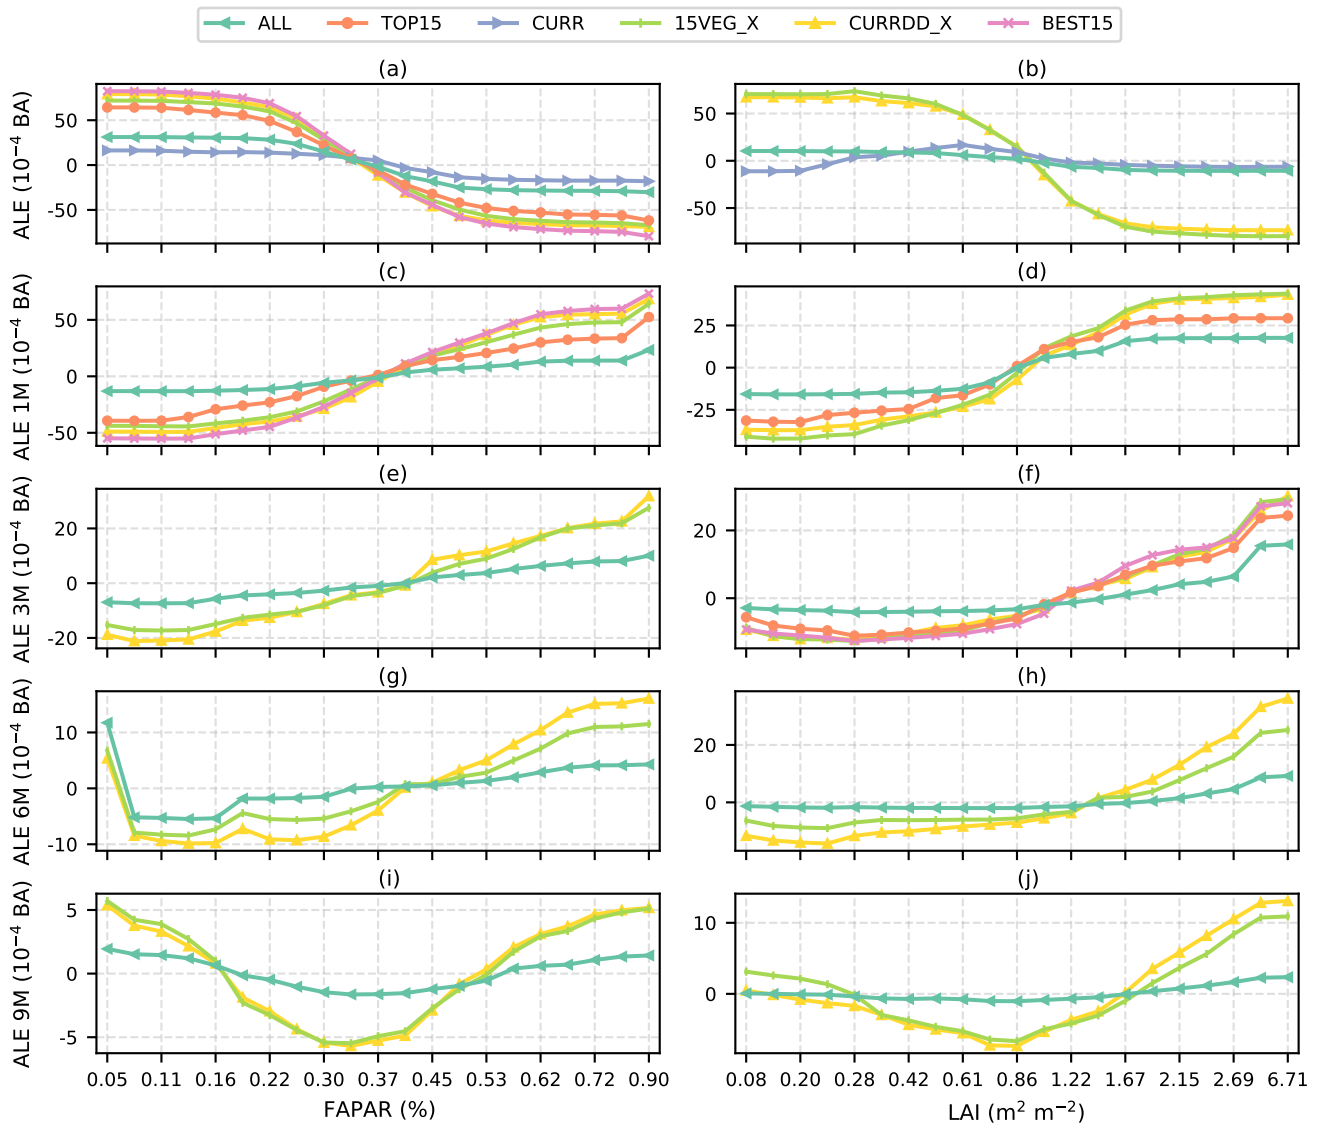 ALL TOP15 CURR 15VEG_X CURRDD_X BEST15
(a) (b)
ALE (10⁻⁴ BA)
50
0
-50
50
0
-50
(c) (d)
ALE 1M (10⁻⁴ BA)
50
0
-50
25
0
-25
(e) (f)
ALE 3M (10⁻⁴ BA)
20
0
-20
20
0
(g) (h)
ALE 6M (10⁻⁴ BA)
10
0
-10
20
0
(i) (j)
ALE 9M (10⁻⁴ BA)
5
0
-5
10
0
0.05 0.11 0.16 0.22 0.30 0.37 0.45 0.53 0.62 0.72 0.90
0.08 0.20 0.28 0.42 0.61 0.86 1.22 1.67 2.15 2.69 6.71
FAPAR (%)
LAI (m² m⁻²)